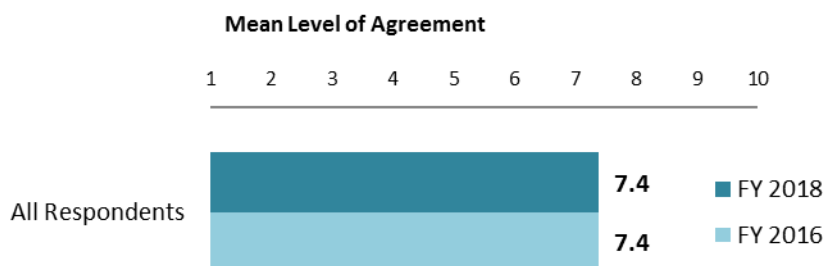 Mean Level of Agreement
1 2 3 4 5 6 7 8 9 10
All Respondents
7.4
7.4
FY 2018
FY 2016